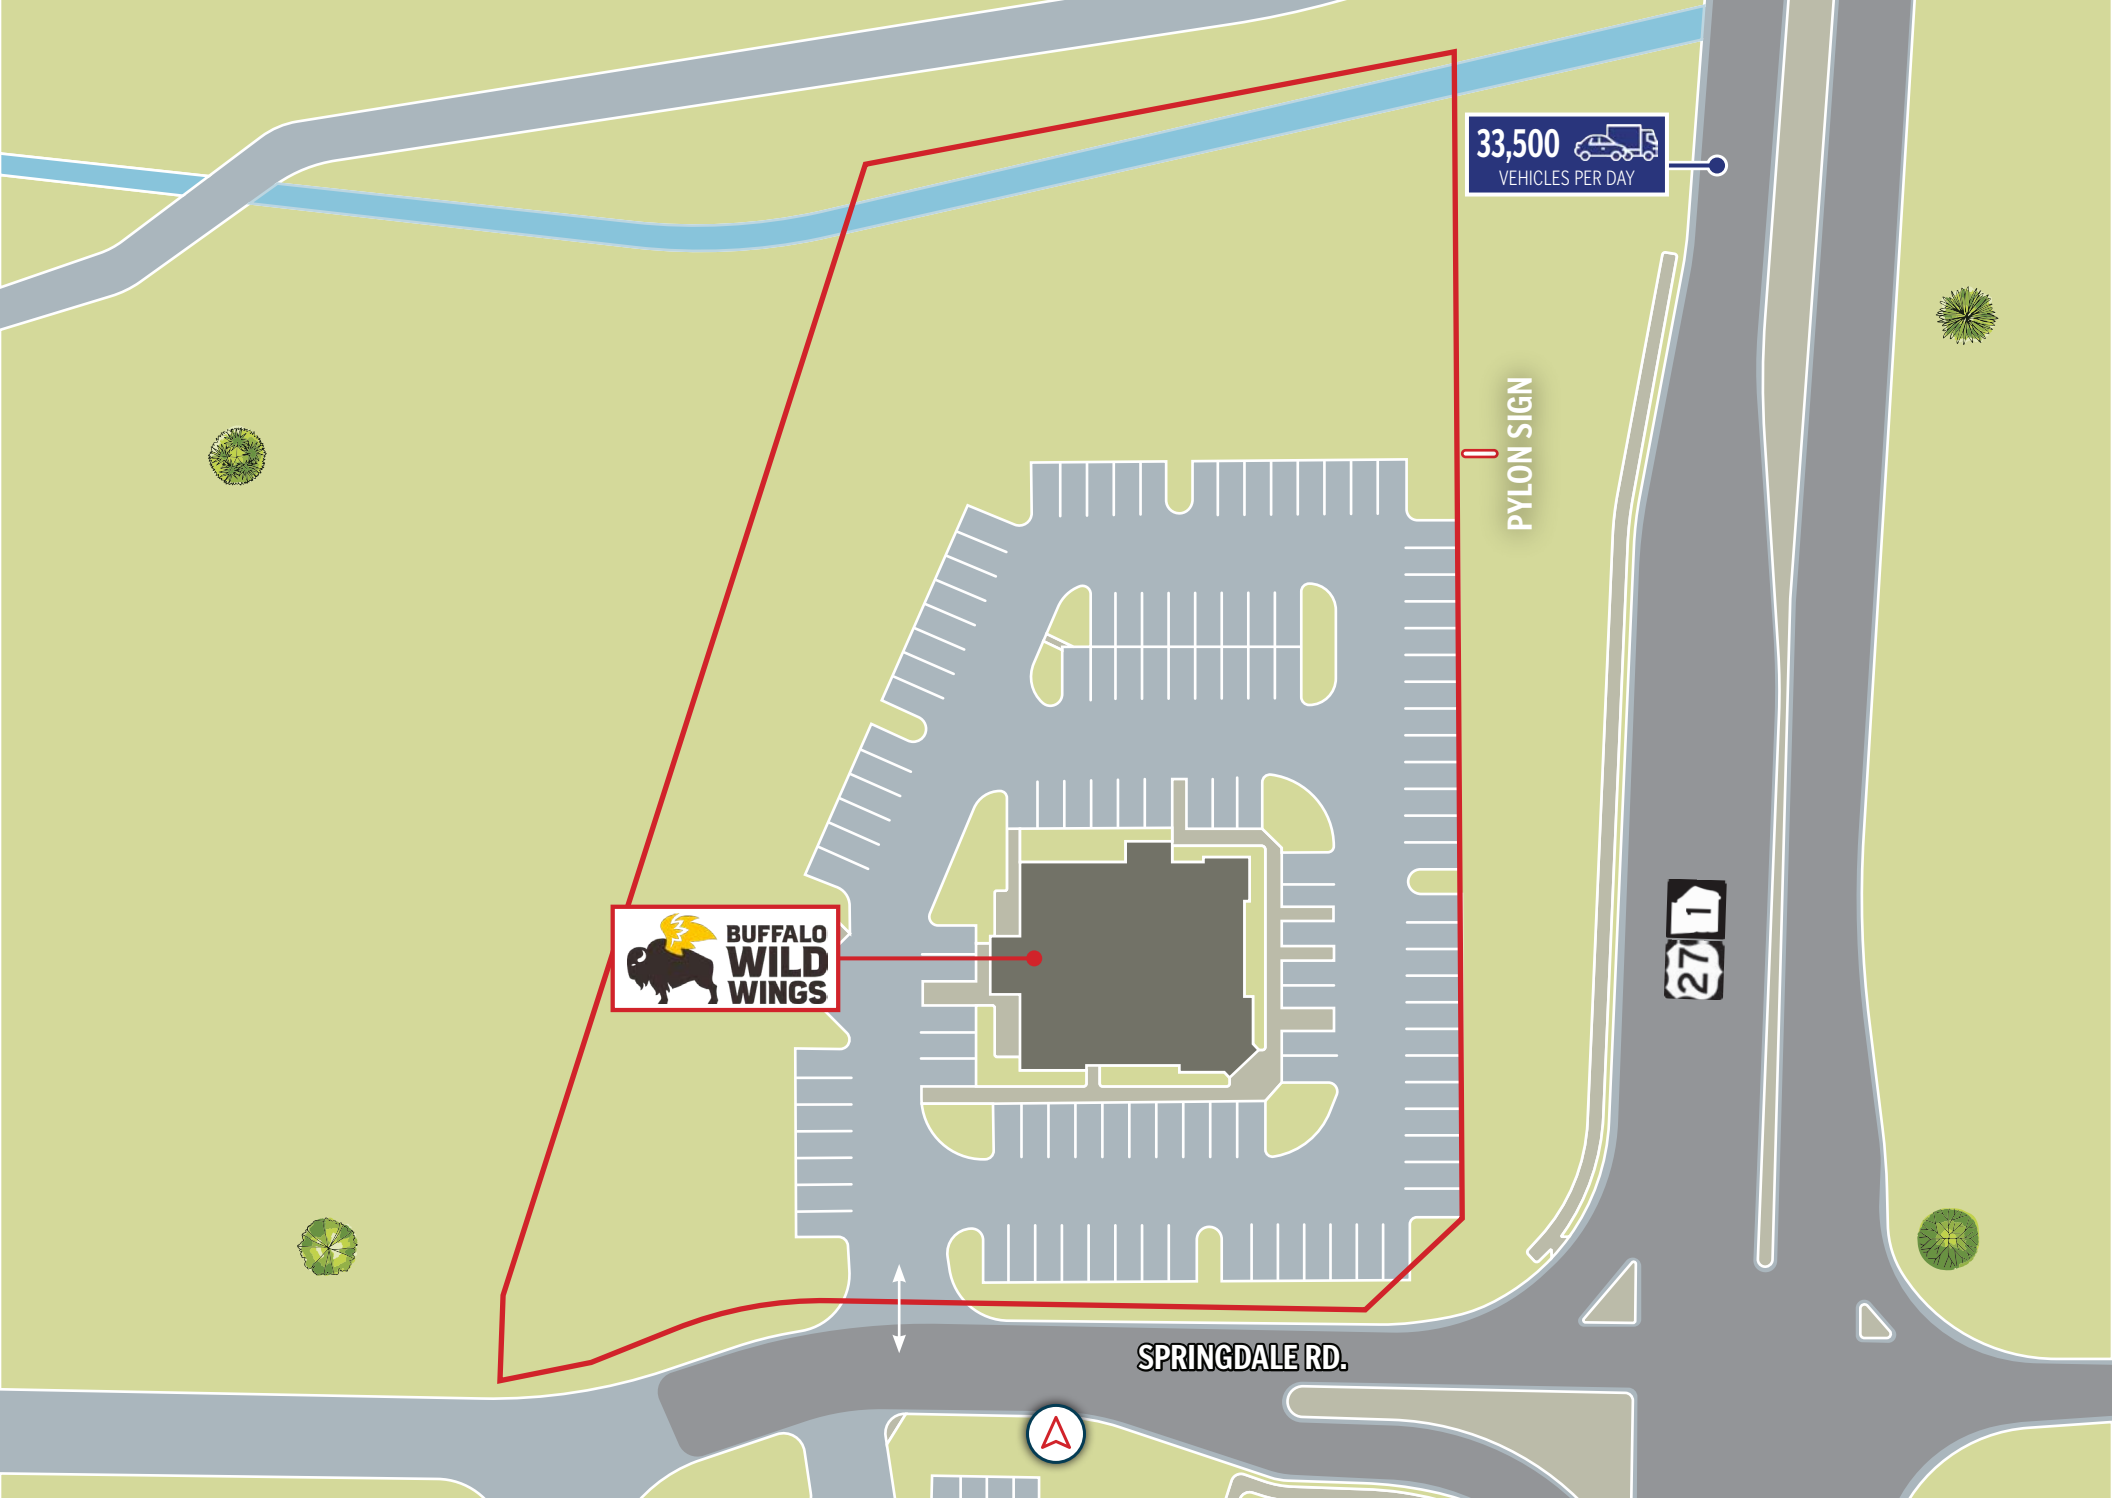 33,500
VEHICLES PER DAY
PYLON SIGN
BUFFALO
WILD
WINGS
1
27
SPRINGDALE RD.